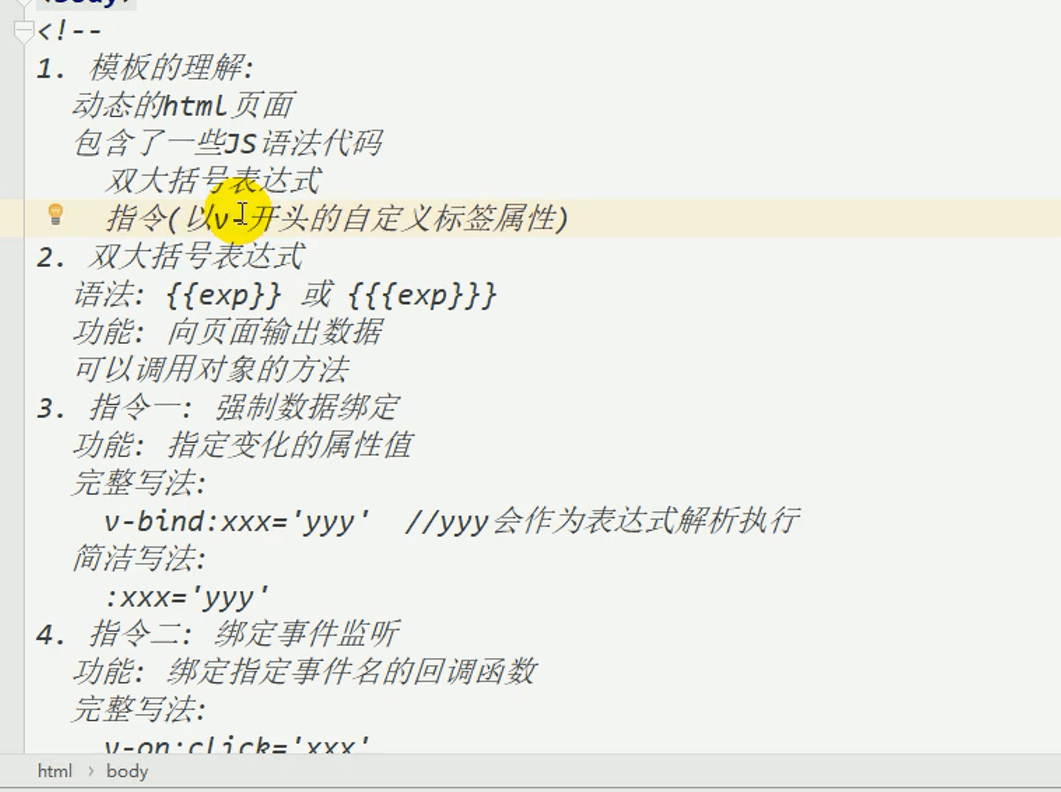 <body>
<!--
1. 模板的理解:
动态的html页面
包含了一些JS语法代码
双大括号表达式
指令(以v-开头的自定义标签属性)
2. 双大括号表达式
语法: {{exp}} 或 {{{exp}}}
功能: 向页面输出数据
可以调用对象的方法
3. 指令一: 强制数据绑定
功能: 指定变化的属性值
完整写法:
v-bind:xxx='yyy' //yyy会作为表达式解析执行
简洁写法:
:xxx='yyy'
4. 指令二: 绑定事件监听
功能: 绑定指定事件名的回调函数
完整写法:
v-on:click='xxx'
html › body